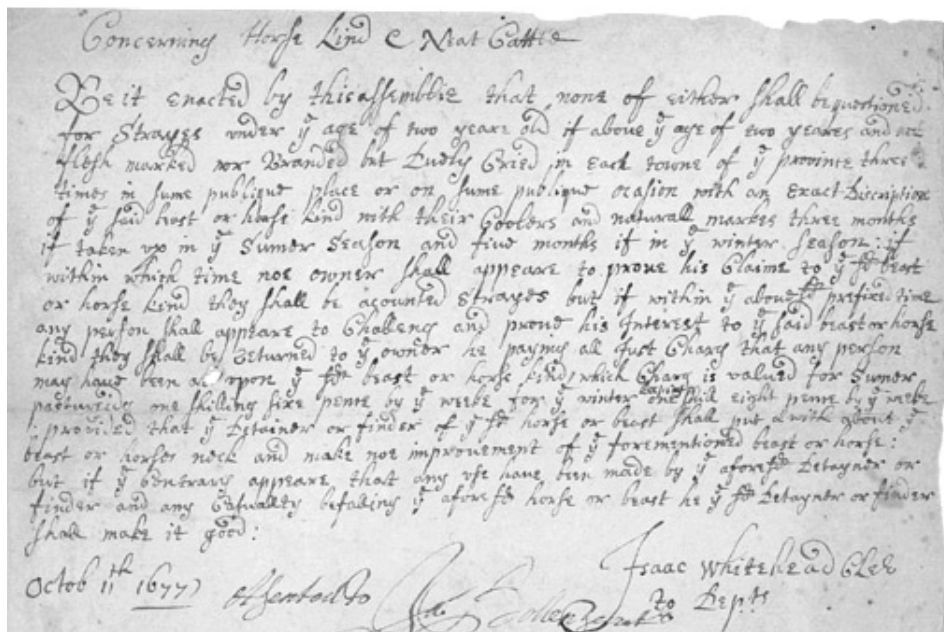 Concerning Horse kind & Neat Cattle
Be it Enacted by this assemblie that none of either shall be questioned
for Strayes vnder yᵉ age of two yeare old if above yᵉ age of two yeares and not
flesh marked nor Branded but Duely Cried in Each towne of yᵉ province three
times in sume publique place or on sume publique ocasion with an Exact Discription
of yᵉ said beast or horse kind with their Coolers and naturall markes three months
if taken vp in yᵉ Sumer Season and five months if in yᵉ winter season: if
within which time noe owner shall appeare to prove his Claime to yᵉ sᵈ beast
or horse kind they shall be acounted Strayes but if within yᵉ aboveˢᵈ prefixed time
any person shall appeare to Challeng and prove his Interest to yᵉ said beast or horse
kind they shall be Returned to yᵉ owner he paying all Just Charg that any person
may have been at vpon yᵉ sᵈ beast or horse kind, which Charg is valued for Sumer
pastureing one shilling sixe pence by yᵉ weeke for yᵉ winter one shill eight pence by yᵉ weke
provided that yᵉ Detainer or finder of yᵉ sᵈ horse or beast shall put a with about yᵉ
beast or horses neck and make noe improvement of yᵉ forementioned beast or horse:
but if yᵉ Contrary appeare that any vse have been made by yᵉ aforesᵈ Detayner or
finder and any Casualty befalling yᵉ aforesᵈ horse or beast he yᵉ sᵈ Detayner or finder
shall make it good:
Isaac Whitehead Cler
Octob 11ᵗʰ 1677
to Deptˢ